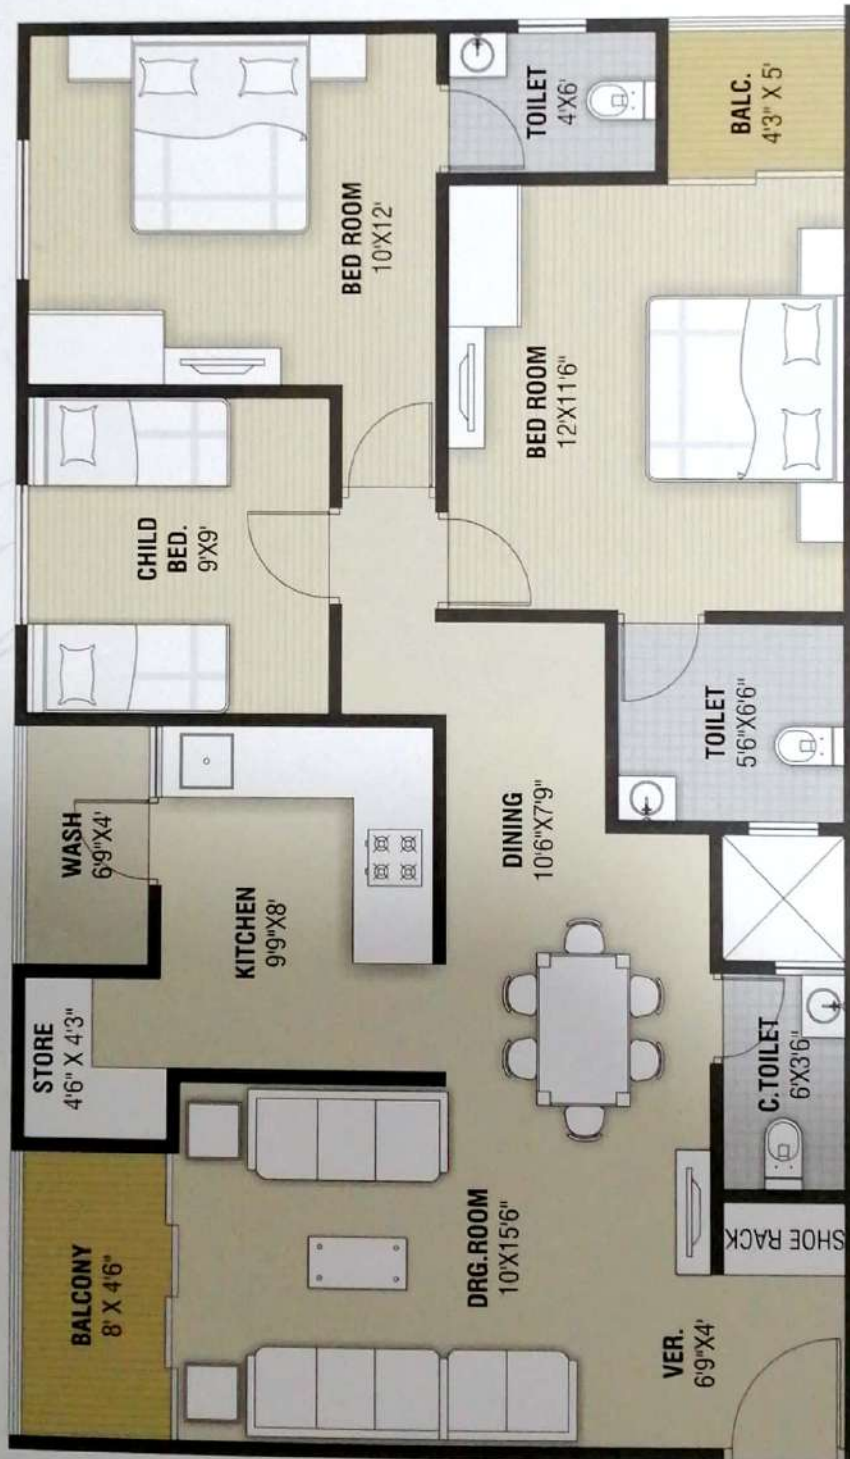 BALCONY
8' X 4'6"
STORE
4'6" X 4'3"
WASH
6'9"X4'
CHILD
BED.
9'X9'
BED ROOM
10'X12'
TOILET
4'X6'
BALC.
4'3" X 5'
KITCHEN
9'9"X8'
BED ROOM
12'X11'6"
DRG.ROOM
10'X15'6"
DINING
10'6"X7'9"
TOILET
5'6"X6'6"
VER.
6'9"X4'
SHOE RACK
C.TOILET
6'X3'6"